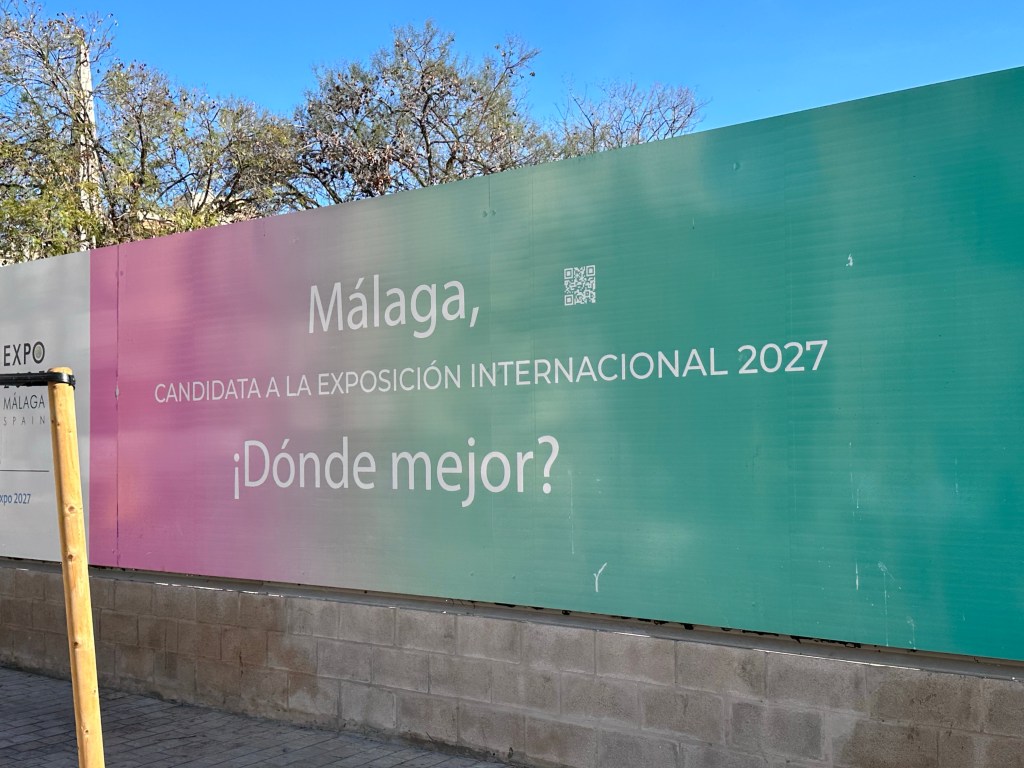 EXPO
MÁLAGA
SPAIN
xpo 2027
Málaga,
CANDIDATA A LA EXPOSICIÓN INTERNACIONAL 2027
¡Dónde mejor?